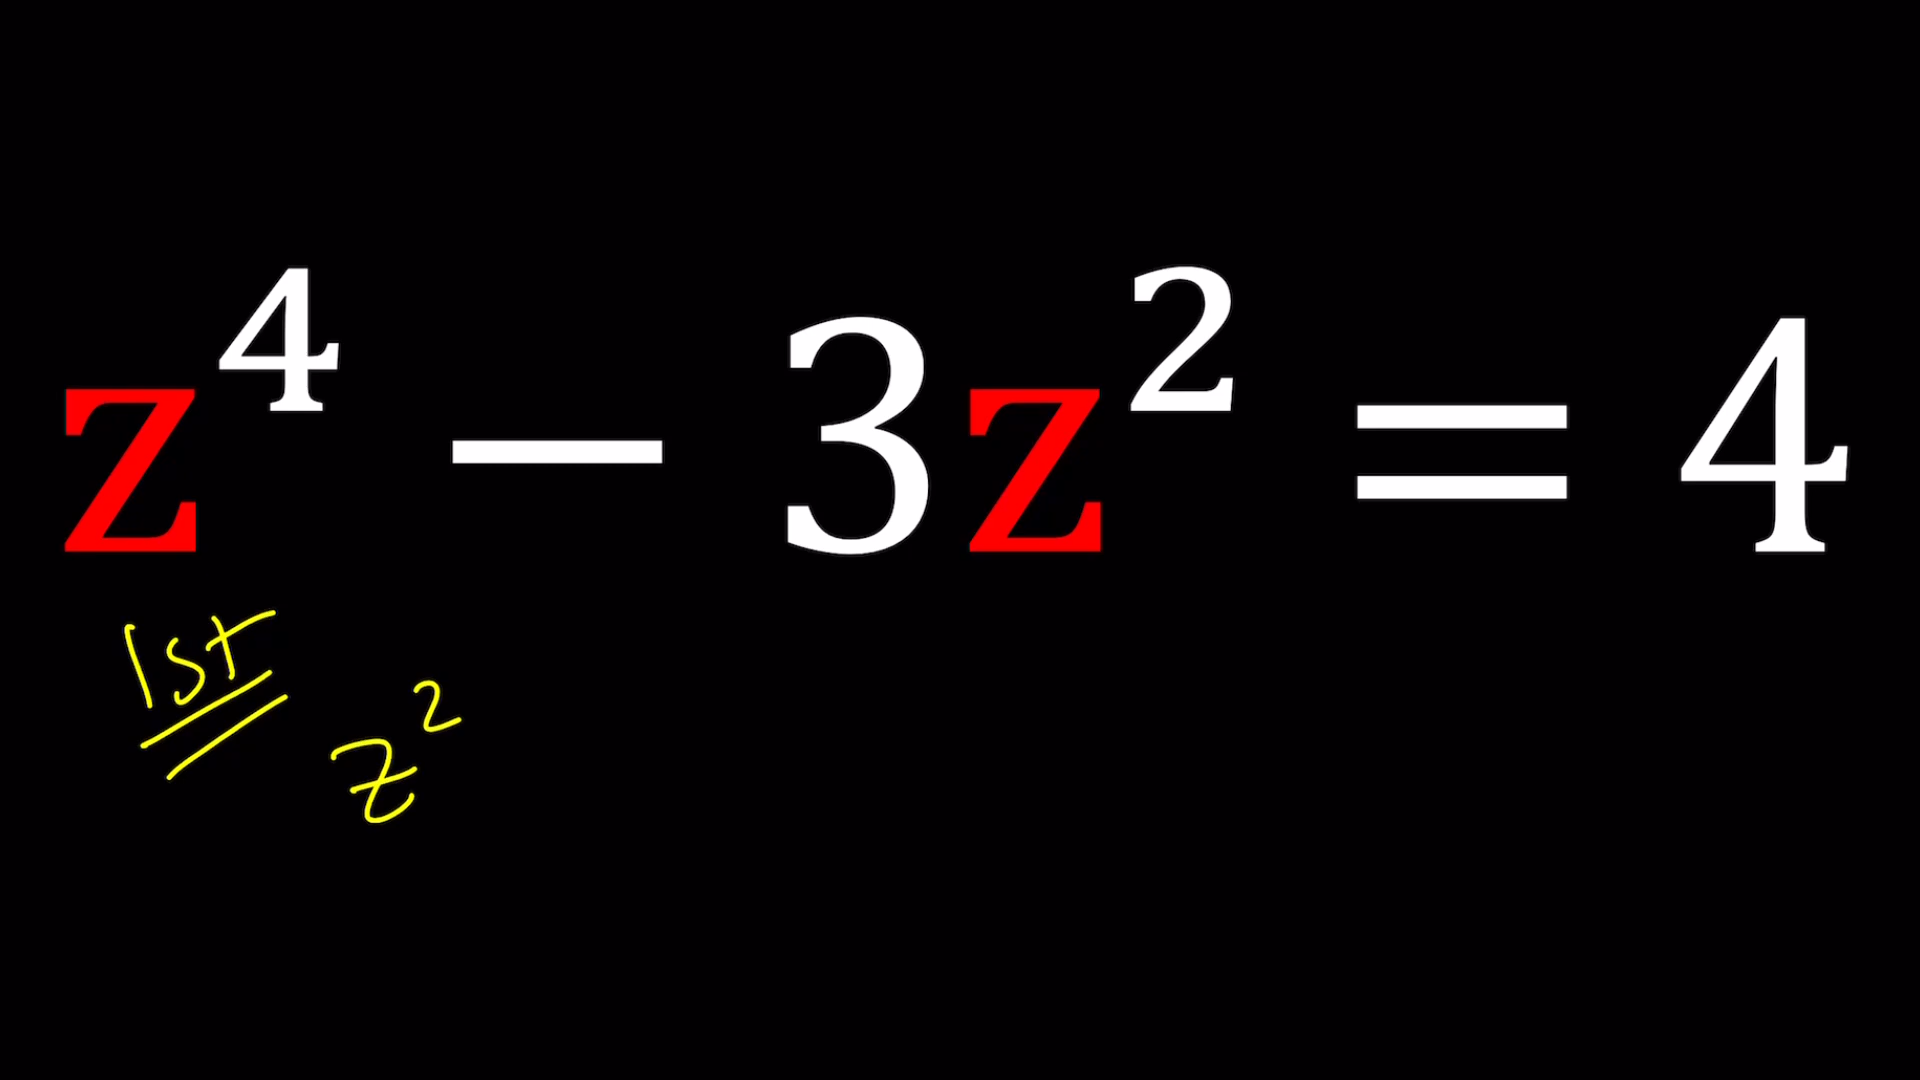 z⁴ − 3z² = 4
1st
z²